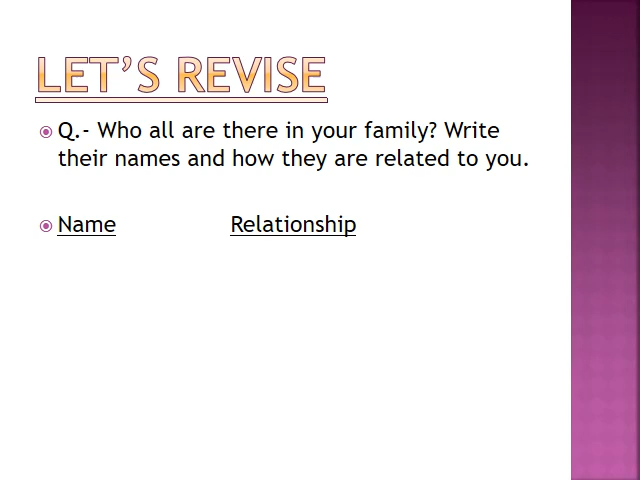 LET'S REVISE
Q.- Who all are there in your family? Write
their names and how they are related to you.
Name Relationship